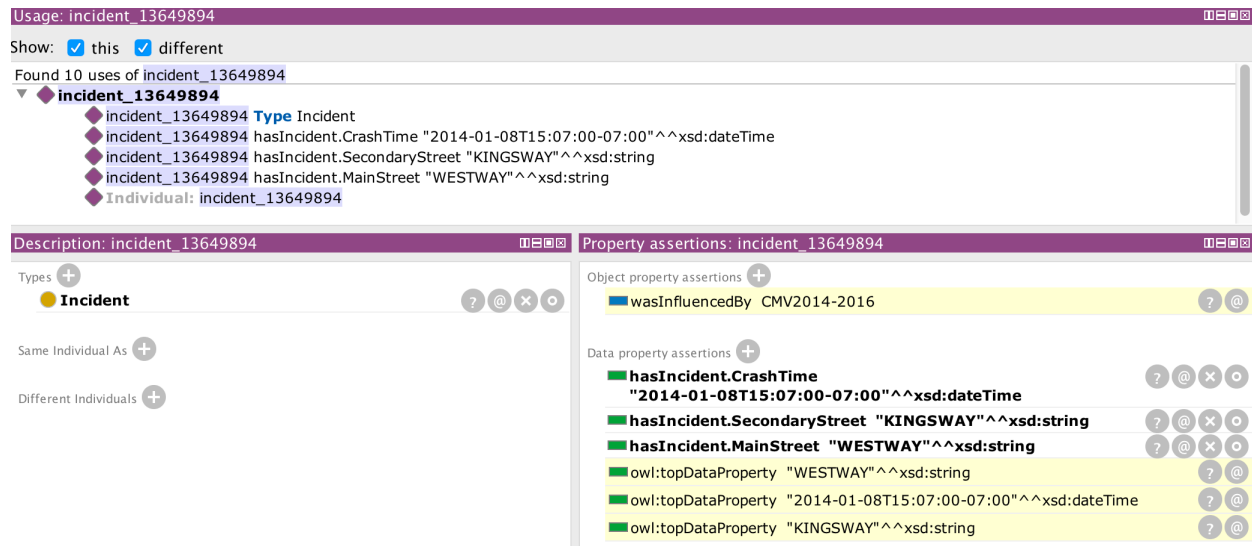 Usage: incident_13649894
Show: this different
Found 10 uses of incident_13649894
incident_13649894
incident_13649894 Type Incident
incident_13649894 hasIncident.CrashTime "2014-01-08T15:07:00-07:00"^^xsd:dateTime
incident_13649894 hasIncident.SecondaryStreet "KINGSWAY"^^xsd:string
incident_13649894 hasIncident.MainStreet "WESTWAY"^^xsd:string
Individual: incident_13649894
Description: incident_13649894
Types
Incident
Same Individual As
Different Individuals
Property assertions: incident_13649894
Object property assertions
wasInfluencedBy CMV2014-2016
Data property assertions
hasIncident.CrashTime
"2014-01-08T15:07:00-07:00"^^xsd:dateTime
hasIncident.SecondaryStreet "KINGSWAY"^^xsd:string
hasIncident.MainStreet "WESTWAY"^^xsd:string
owl:topDataProperty "WESTWAY"^^xsd:string
owl:topDataProperty "2014-01-08T15:07:00-07:00"^^xsd:dateTime
owl:topDataProperty "KINGSWAY"^^xsd:string